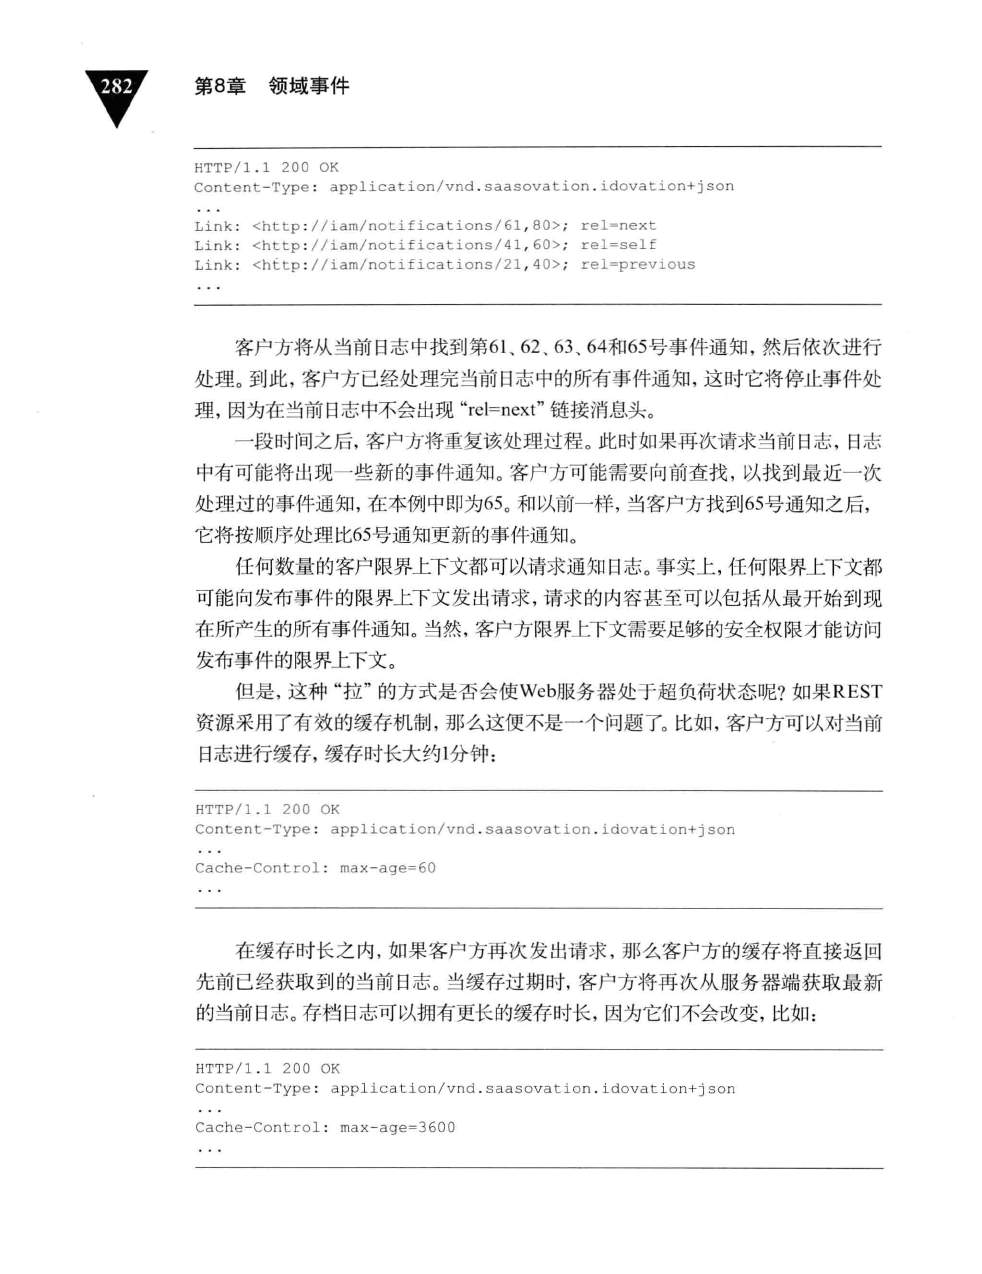 282
第8章 领域事件
HTTP/1.1 200 OK
Content-Type: application/vnd.saasovation.idovation+json
...
Link: <http://iam/notifications/61,80>; rel=next
Link: <http://iam/notifications/41,60>; rel=self
Link: <http://iam/notifications/21,40>; rel=previous
...
客户方将从当前日志中找到第61、62、63、64和65号事件通知，然后依次进行
处理。到此，客户方已经处理完当前日志中的所有事件通知，这时它将停止事件处
理，因为在当前日志中不会出现“rel=next”链接消息头。
一段时间之后，客户方将重复该处理过程。此时如果再次请求当前日志，日志
中有可能将出现一些新的事件通知。客户方可能需要向前查找，以找到最近一次
处理过的事件通知，在本例中即为65。和以前一样，当客户方找到65号通知之后，
它将按顺序处理比65号通知更新的事件通知。
任何数量的客户限界上下文都可以请求通知日志。事实上，任何限界上下文都
可能向发布事件的限界上下文发出请求，请求的内容甚至可以包括从最开始到现
在所产生的所有事件通知。当然，客户方限界上下文需要足够的安全权限才能访问
发布事件的限界上下文。
但是，这种“拉”的方式是否会使Web服务器处于超负荷状态呢？如果REST
资源采用了有效的缓存机制，那么这便不是一个问题了。比如，客户方可以对当前
日志进行缓存，缓存时长大约1分钟：
HTTP/1.1 200 OK
Content-Type: application/vnd.saasovation.idovation+json
...
Cache-Control: max-age=60
...
在缓存时长之内，如果客户方再次发出请求，那么客户方的缓存将直接返回
先前已经获取到的当前日志。当缓存过期时，客户方将再次从服务器端获取最新
的当前日志。存档日志可以拥有更长的缓存时长，因为它们不会改变，比如：
HTTP/1.1 200 OK
Content-Type: application/vnd.saasovation.idovation+json
...
Cache-Control: max-age=3600
...